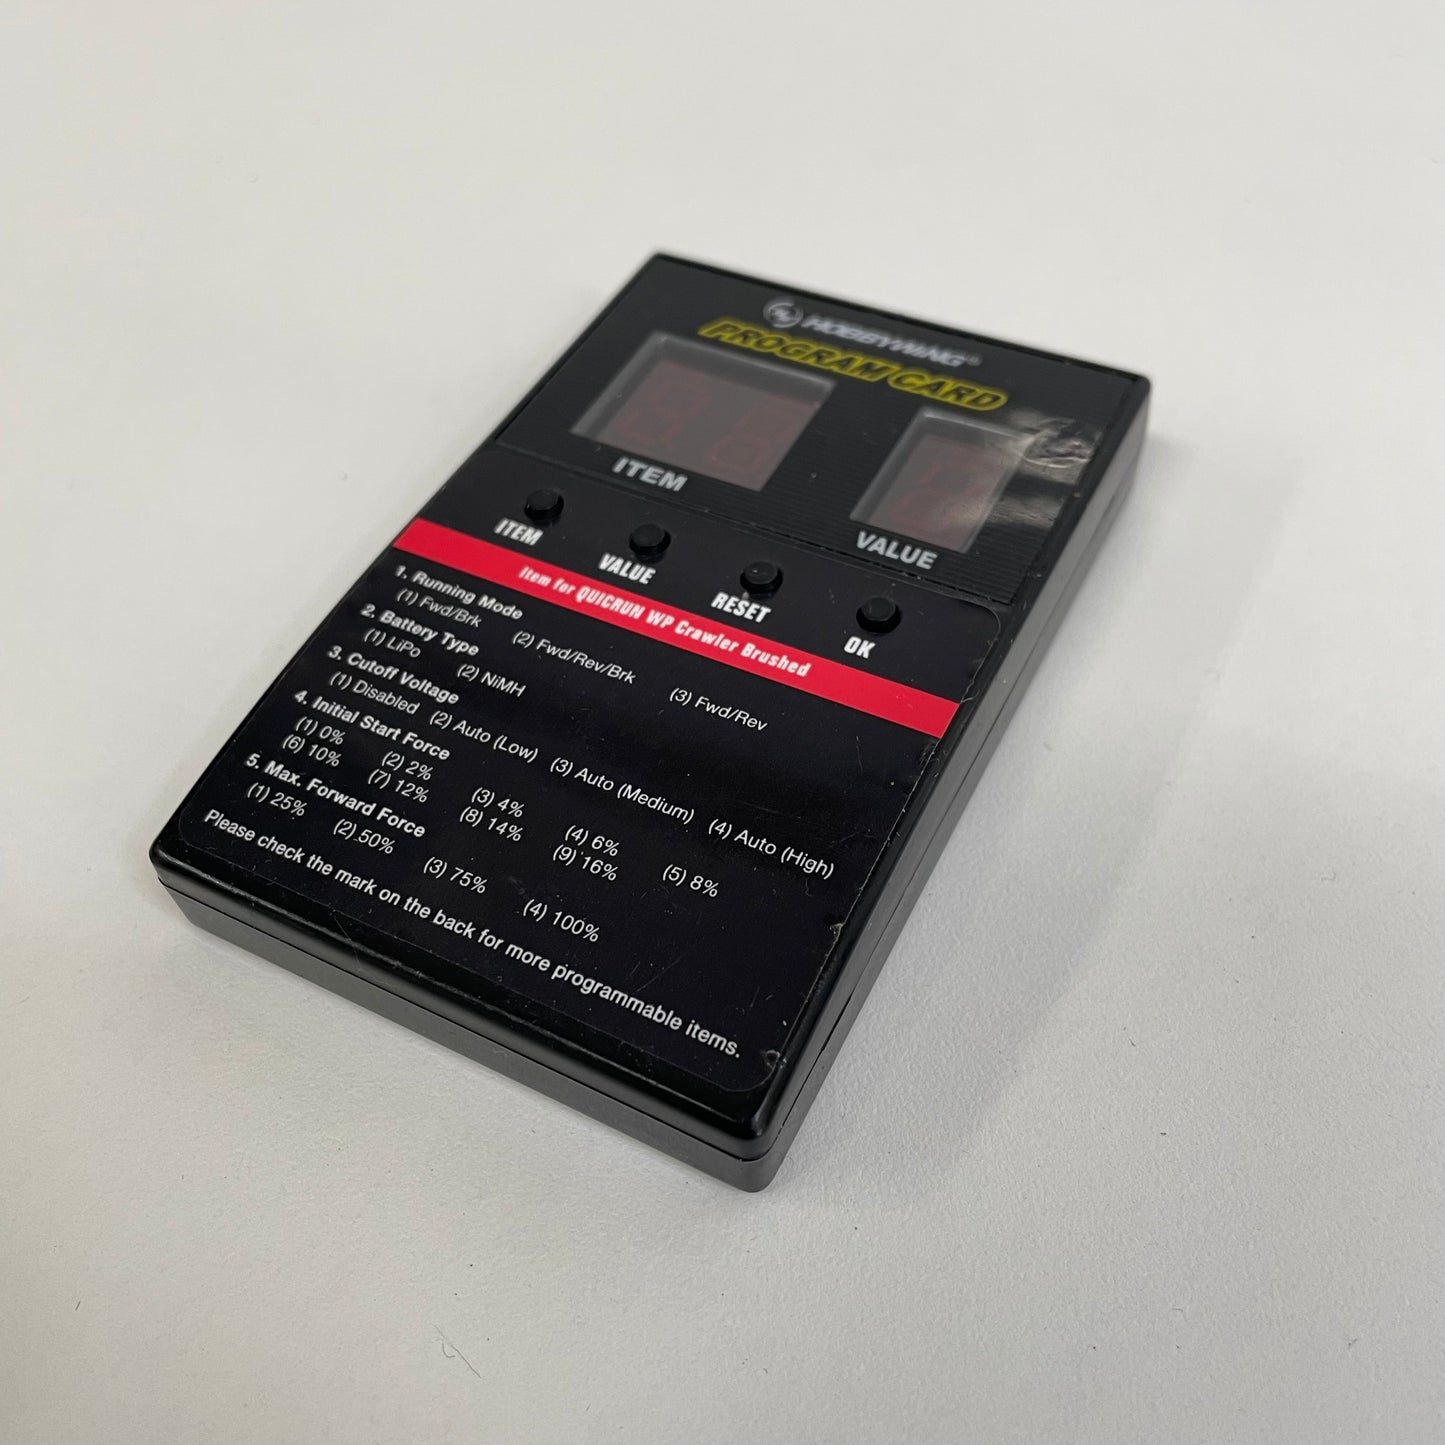 HOBBYWING®
PROGRAM CARD
ITEM
VALUE
ITEM VALUE RESET OK
Item for QUICRUN WP Crawler Brushed
1. Running Mode
(1) Fwd/Brk (2) Fwd/Rev/Brk (3) Fwd/Rev
2. Battery Type
(1) LiPo (2) NiMH
3. Cutoff Voltage
(1) Disabled (2) Auto (Low) (3) Auto (Medium) (4) Auto (High)
4. Initial Start Force
(1) 0% (2) 2% (3) 4% (4) 6% (5) 8%
(6) 10% (7) 12% (8) 14% (9) 16%
5. Max. Forward Force
(1) 25% (2) 50% (3) 75% (4) 100%
Please check the mark on the back for more programmable items.